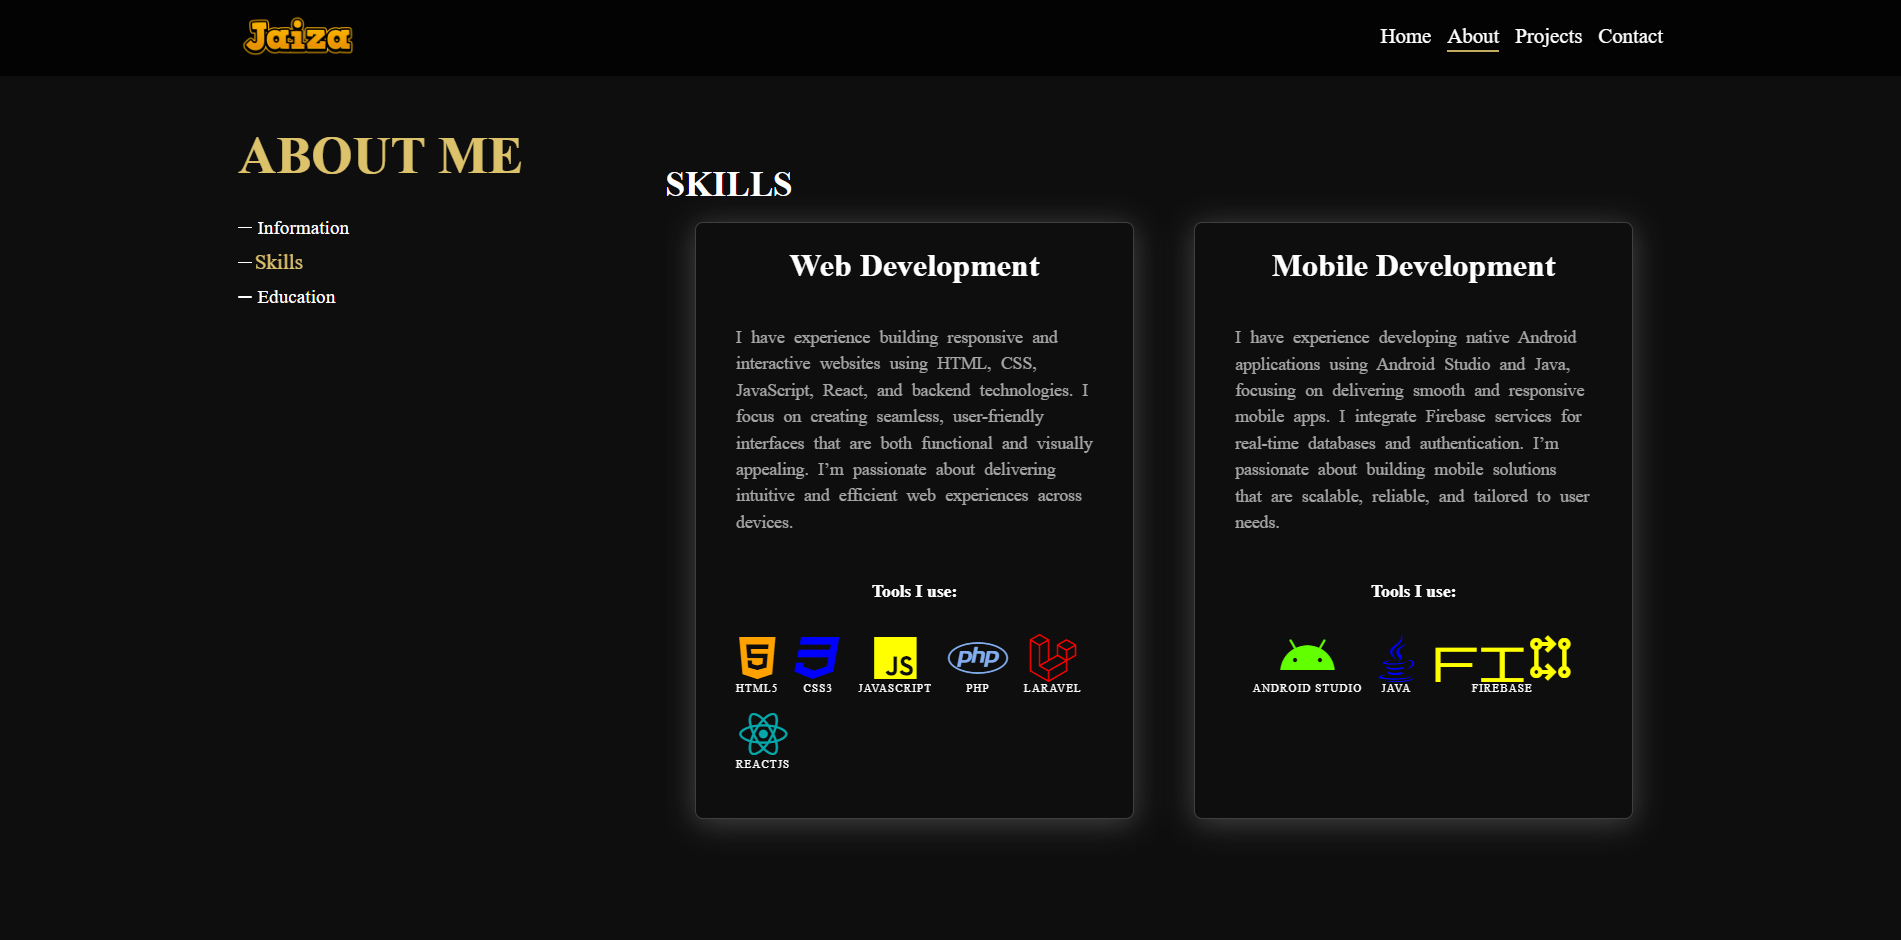 Jaiza
Home About Projects Contact
ABOUT ME
— Information
— Skills
— Education
SKILLS
Web Development
I have experience building responsive and
interactive websites using HTML, CSS,
JavaScript, React, and backend technologies. I
focus on creating seamless, user-friendly
interfaces that are both functional and visually
appealing. I’m passionate about delivering
intuitive and efficient web experiences across
devices.
Tools I use:
5
JS
php
HTML5 CSS3 JAVASCRIPT PHP LARAVEL
REACTJS
Mobile Development
I have experience developing native Android
applications using Android Studio and Java,
focusing on delivering smooth and responsive
mobile apps. I integrate Firebase services for
real-time databases and authentication. I’m
passionate about building mobile solutions
that are scalable, reliable, and tailored to user
needs.
Tools I use:
FI
ANDROID STUDIO JAVA FIREBASE